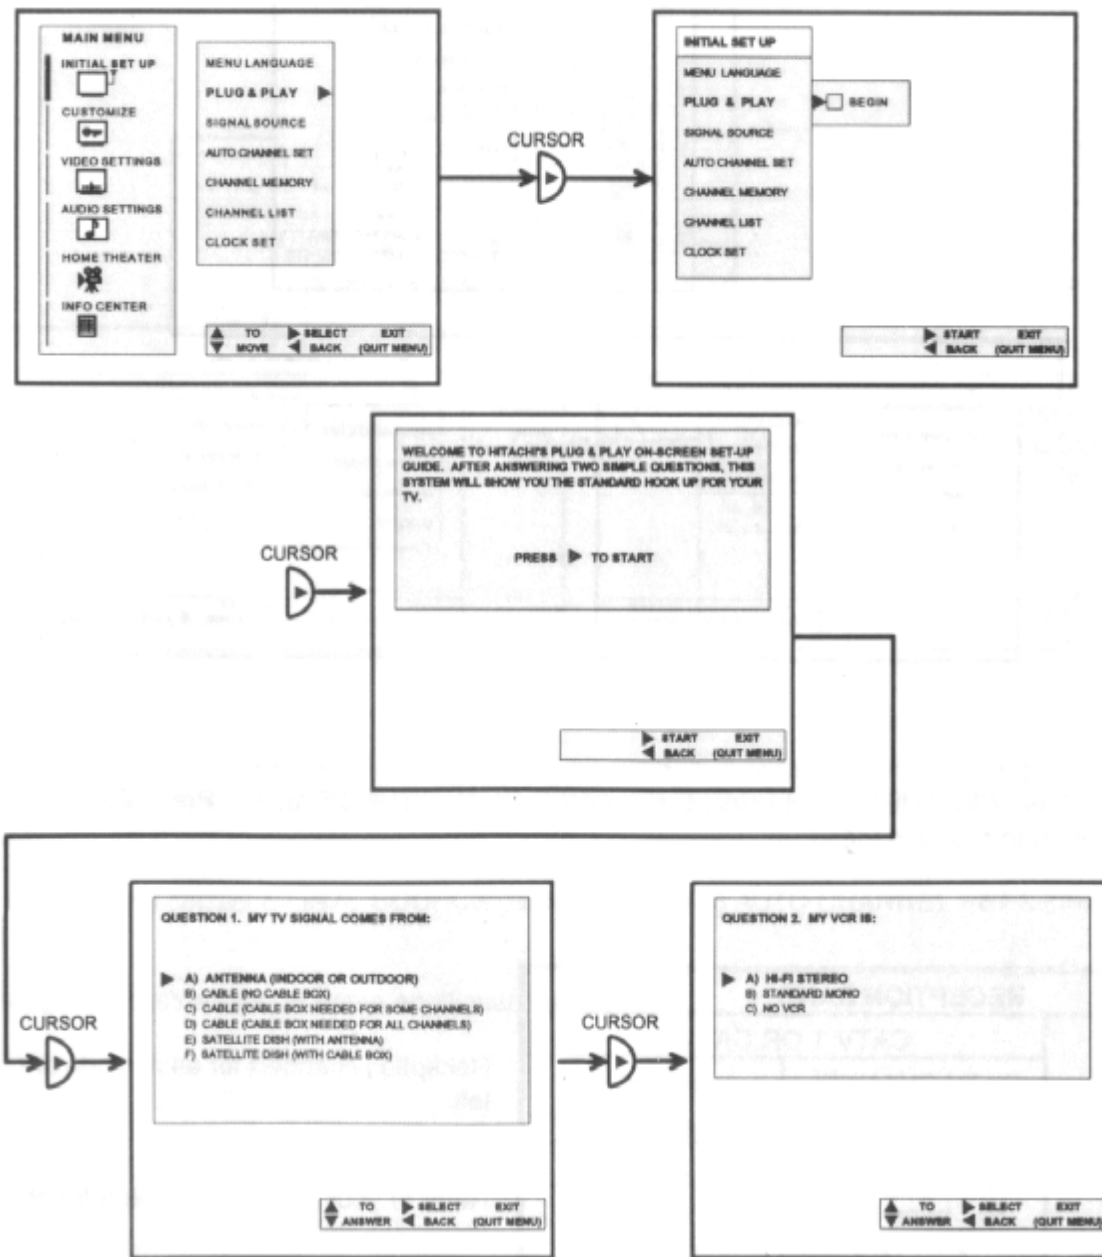 MAIN MENU
INITIAL SET UP
CUSTOMIZE
VIDEO SETTINGS
AUDIO SETTINGS
HOME THEATER
INFO CENTER
MENU LANGUAGE
PLUG & PLAY
SIGNAL SOURCE
AUTO CHANNEL SET
CHANNEL MEMORY
CHANNEL LIST
CLOCK SET
TO SELECT EXIT
MOVE BACK (QUIT MENU)
CURSOR
INITIAL SET UP
MENU LANGUAGE
PLUG & PLAY
BEGIN
SIGNAL SOURCE
AUTO CHANNEL SET
CHANNEL MEMORY
CHANNEL LIST
CLOCK SET
START EXIT
BACK (QUIT MENU)
CURSOR
WELCOME TO HITACHI'S PLUG & PLAY ON-SCREEN SET-UP
GUIDE. AFTER ANSWERING TWO SIMPLE QUESTIONS, THIS
SYSTEM WILL SHOW YOU THE STANDARD HOOK UP FOR YOUR
TV.
PRESS TO START
START EXIT
BACK (QUIT MENU)
CURSOR
QUESTION 1. MY TV SIGNAL COMES FROM:
A) ANTENNA (INDOOR OR OUTDOOR)
B) CABLE (NO CABLE BOX)
C) CABLE (CABLE BOX NEEDED FOR SOME CHANNELS)
D) CABLE (CABLE BOX NEEDED FOR ALL CHANNELS)
E) SATELLITE DISH (WITH ANTENNA)
F) SATELLITE DISH (WITH CABLE BOX)
TO SELECT EXIT
ANSWER BACK (QUIT MENU)
CURSOR
QUESTION 2. MY VCR IS:
A) HI-FI STEREO
B) STANDARD MONO
C) NO VCR
TO SELECT EXIT
ANSWER BACK (QUIT MENU)